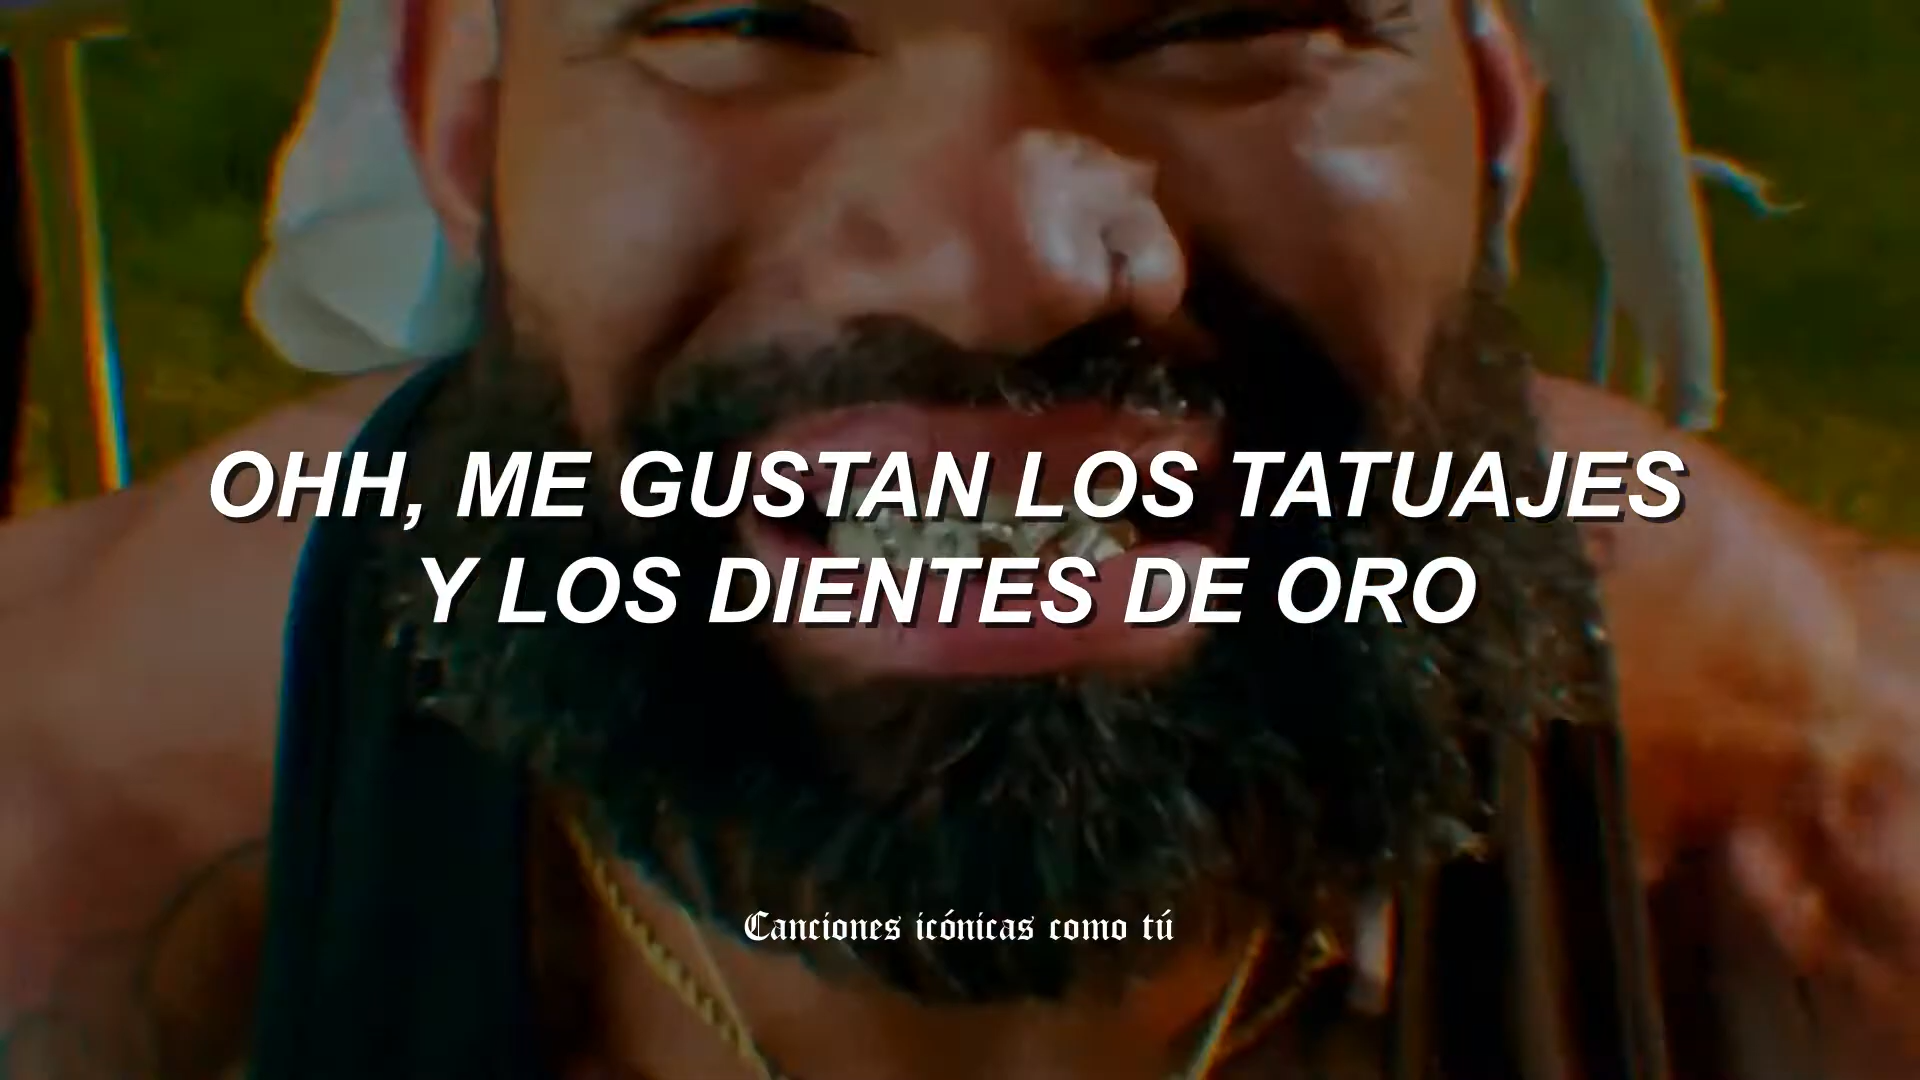 OHH, ME GUSTAN LOS TATUAJES
Y LOS DIENTES DE ORO
Canciones icónicas como tú